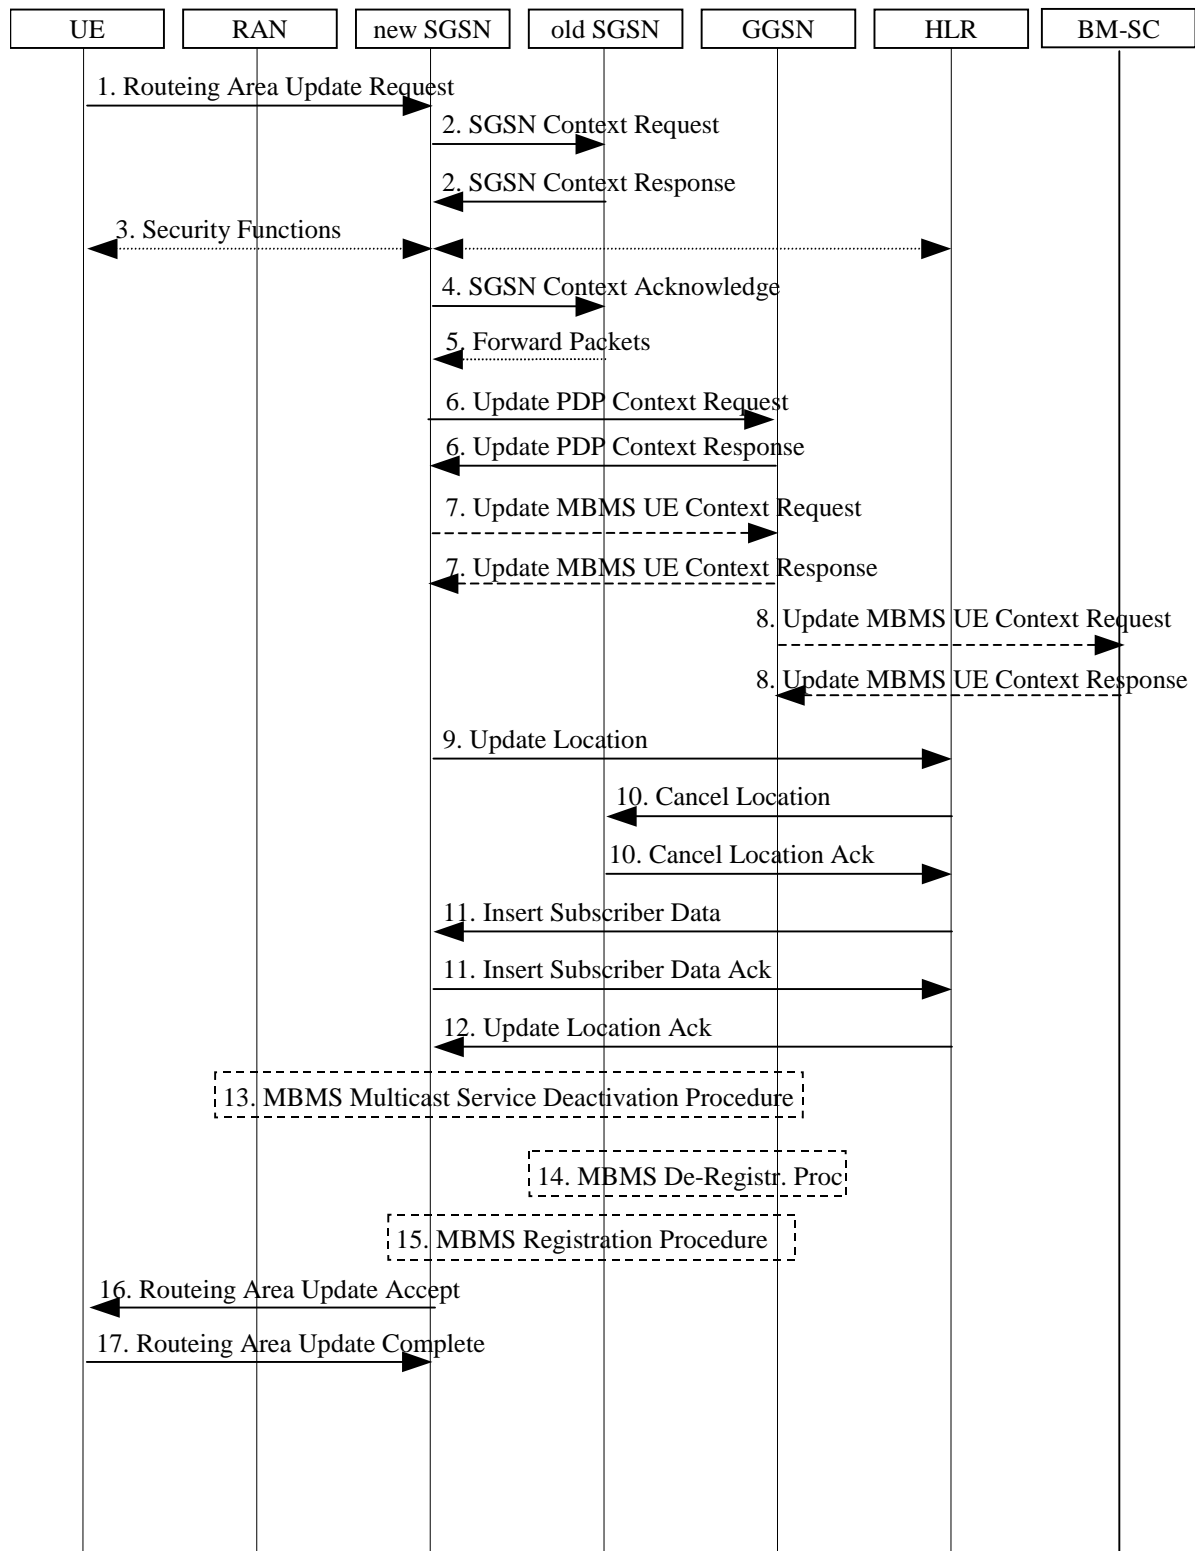 UE RAN new SGSN old SGSN GGSN HLR BM-SC
1. Routeing Area Update Request
2. SGSN Context Request
2. SGSN Context Response
3. Security Functions
4. SGSN Context Acknowledge
5. Forward Packets
6. Update PDP Context Request
6. Update PDP Context Response
7. Update MBMS UE Context Request
7. Update MBMS UE Context Response
8. Update MBMS UE Context Request
8. Update MBMS UE Context Response
9. Update Location
10. Cancel Location
10. Cancel Location Ack
11. Insert Subscriber Data
11. Insert Subscriber Data Ack
12. Update Location Ack
13. MBMS Multicast Service Deactivation Procedure
14. MBMS De-Registr. Proc
15. MBMS Registration Procedure
16. Routeing Area Update Accept
17. Routeing Area Update Complete